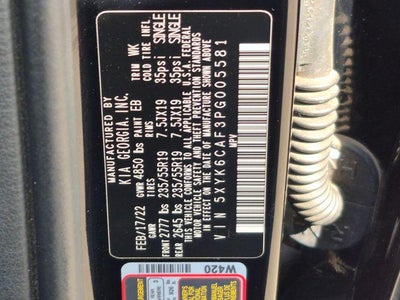 MANUFACTURED BY
KIA GEORGIA, INC.
FEB/17/22 4850 lbs PAINT EB TRIM WK
GAWR TIRES RIMS COLD TIRE INFL.
FRONT 2777 lbs 235/55R19 7.5JX19 35psi SINGLE
REAR 2645 lbs 235/55R19 7.5JX19 35psi SINGLE
THIS VEHICLE CONFORMS TO ALL APPLICABLE U.S.A. FEDERAL
MOTOR VEHICLE SAFETY AND THEFT PREVENTION STANDARDS
IN EFFECT ON THE DATE OF MANUFACTURE SHOWN ABOVE.
VIN 5XYK6CAF3PG005581
MPV
W420